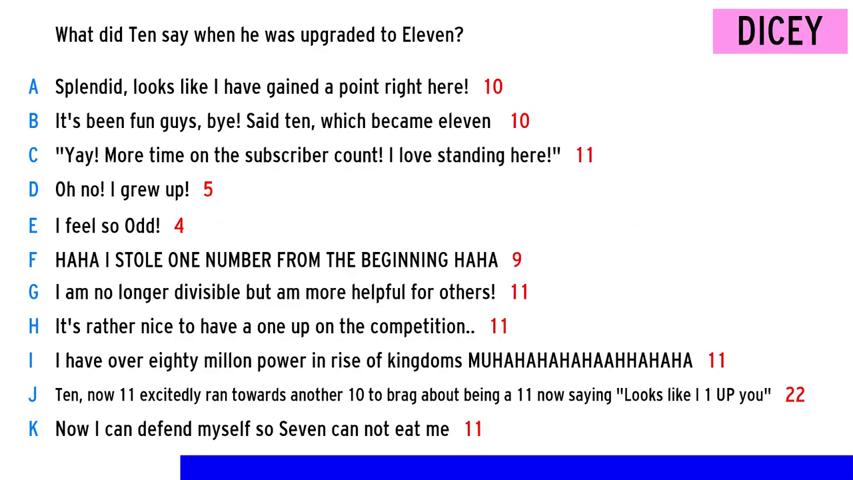 What did Ten say when he was upgraded to Eleven?
DICEY
A Splendid, looks like I have gained a point right here! 10
B It's been fun guys, bye! Said ten, which became eleven 10
C "Yay! More time on the subscriber count! I love standing here!" 11
D Oh no! I grew up! 5
E I feel so Odd! 4
F HAHA I STOLE ONE NUMBER FROM THE BEGINNING HAHA 9
G I am no longer divisible but am more helpful for others! 11
H It's rather nice to have a one up on the competition.. 11
I I have over eighty millon power in rise of kingdoms MUHAHAHAHAHAAHHAHAHA 11
J Ten, now 11 excitedly ran towards another 10 to brag about being a 11 now saying "Looks like I 1 UP you" 22
K Now I can defend myself so Seven can not eat me 11